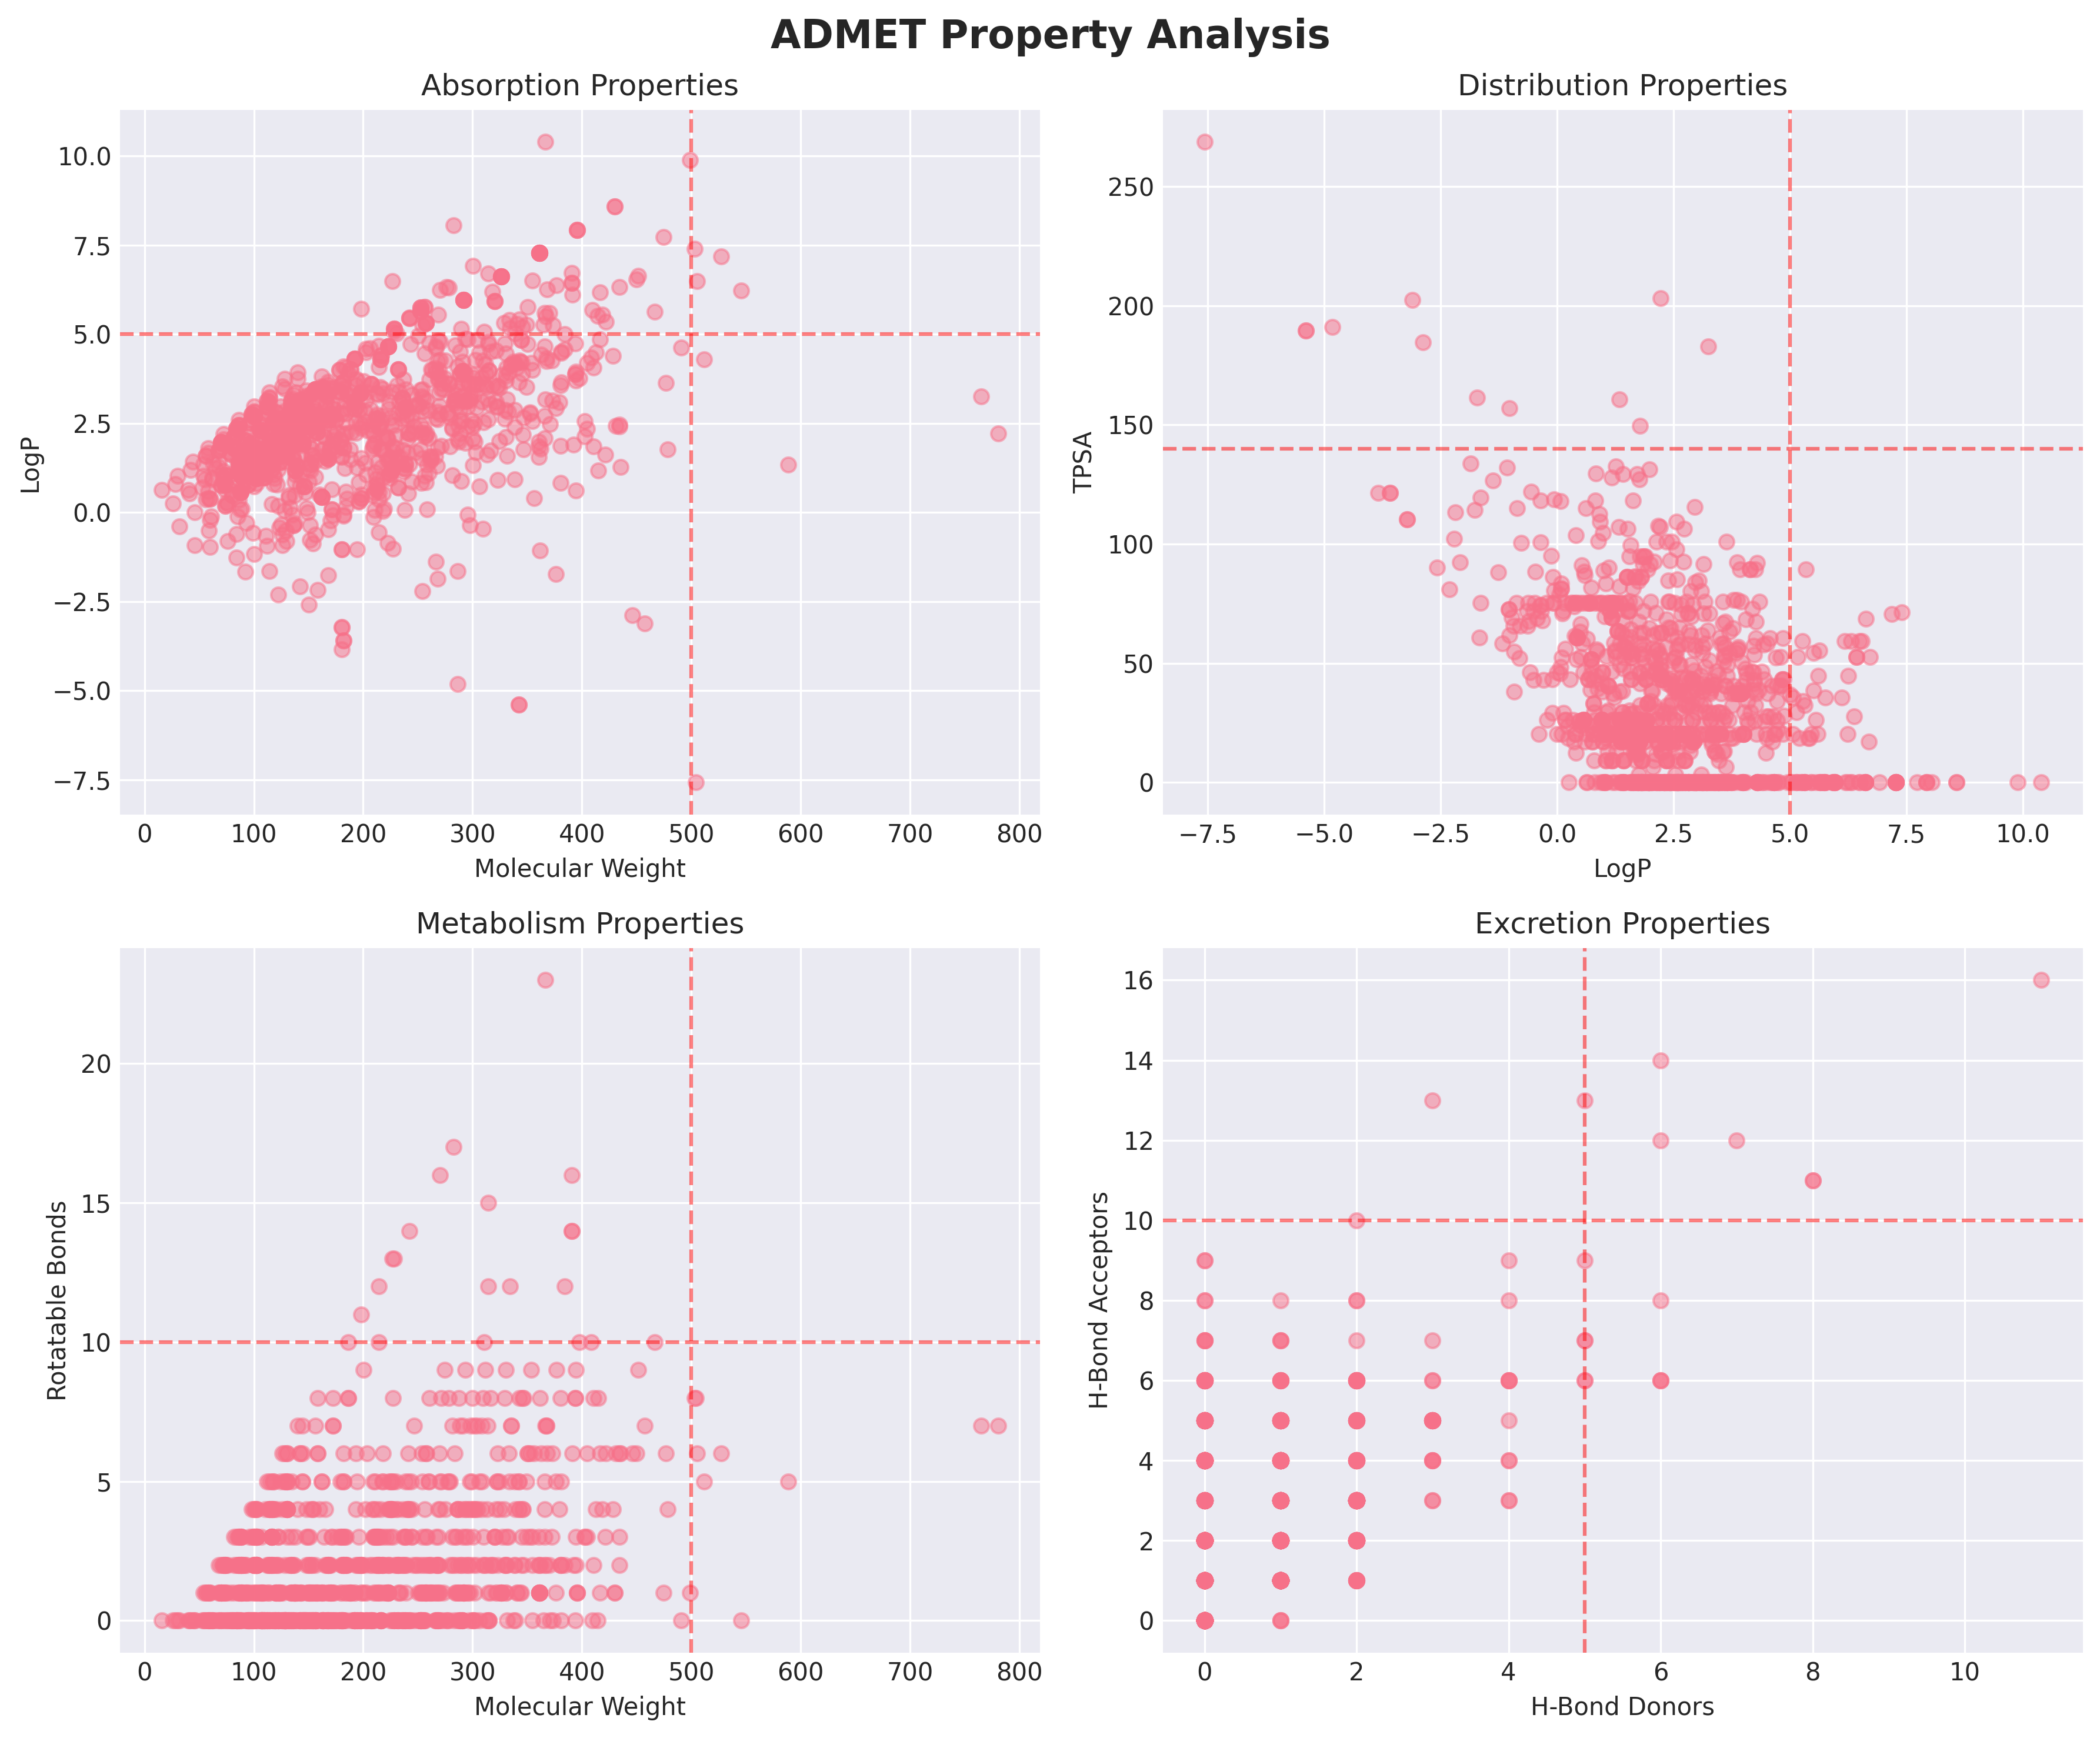 ADMET Property Analysis
Absorption Properties
10.0
7.5
5.0
2.5
0.0
−2.5
−5.0
−7.5
LogP
0 100 200 300 400 500 600 700 800
Molecular Weight
Distribution Properties
250
200
150
100
50
0
TPSA
−7.5 −5.0 −2.5 0.0 2.5 5.0 7.5 10.0
LogP
Metabolism Properties
20
15
10
5
0
Rotatable Bonds
0 100 200 300 400 500 600 700 800
Molecular Weight
Excretion Properties
16
14
12
10
8
6
4
2
0
H-Bond Acceptors
0 2 4 6 8 10
H-Bond Donors